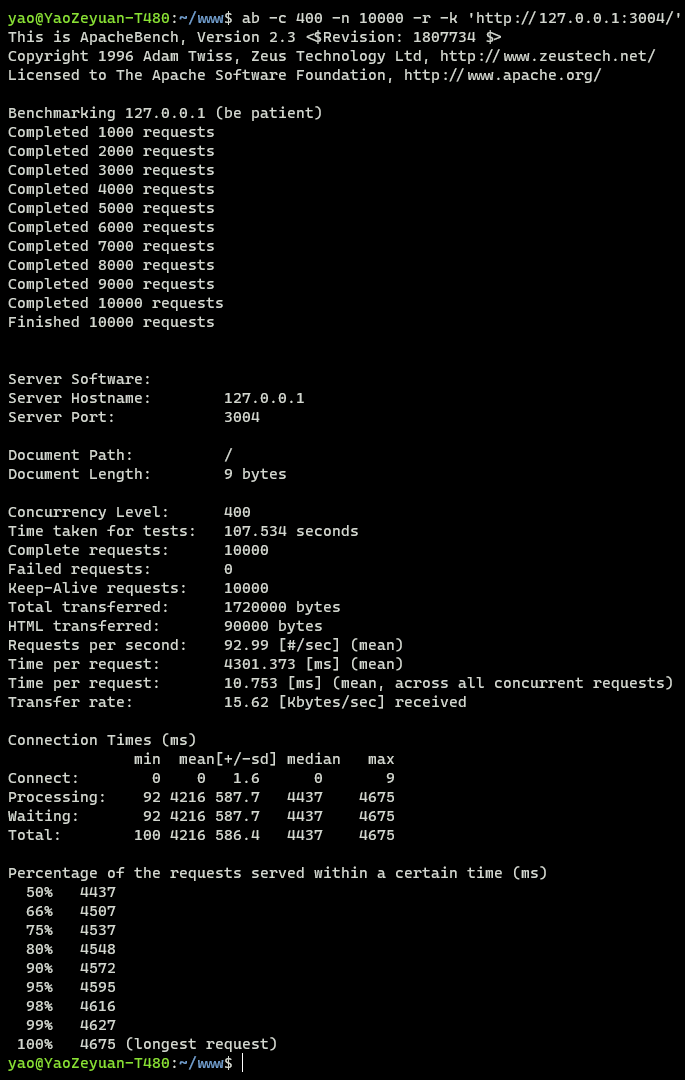 yao@YaoZeyuan-T480:~/www$ ab -c 400 -n 10000 -r -k 'http://127.0.0.1:3004/'
This is ApacheBench, Version 2.3 <$Revision: 1807734 $>
Copyright 1996 Adam Twiss, Zeus Technology Ltd, http://www.zeustech.net/
Licensed to The Apache Software Foundation, http://www.apache.org/

Benchmarking 127.0.0.1 (be patient)
Completed 1000 requests
Completed 2000 requests
Completed 3000 requests
Completed 4000 requests
Completed 5000 requests
Completed 6000 requests
Completed 7000 requests
Completed 8000 requests
Completed 9000 requests
Completed 10000 requests
Finished 10000 requests


Server Software:
Server Hostname:        127.0.0.1
Server Port:            3004

Document Path:          /
Document Length:        9 bytes

Concurrency Level:      400
Time taken for tests:   107.534 seconds
Complete requests:      10000
Failed requests:        0
Keep-Alive requests:    10000
Total transferred:      1720000 bytes
HTML transferred:       90000 bytes
Requests per second:    92.99 [#/sec] (mean)
Time per request:       4301.373 [ms] (mean)
Time per request:       10.753 [ms] (mean, across all concurrent requests)
Transfer rate:          15.62 [Kbytes/sec] received

Connection Times (ms)
              min  mean[+/-sd] median   max
Connect:        0    0   1.6      0       9
Processing:    92 4216 587.7   4437    4675
Waiting:       92 4216 587.7   4437    4675
Total:        100 4216 586.4   4437    4675

Percentage of the requests served within a certain time (ms)
  50%   4437
  66%   4507
  75%   4537
  80%   4548
  90%   4572
  95%   4595
  98%   4616
  99%   4627
 100%   4675 (longest request)
yao@YaoZeyuan-T480:~/www$